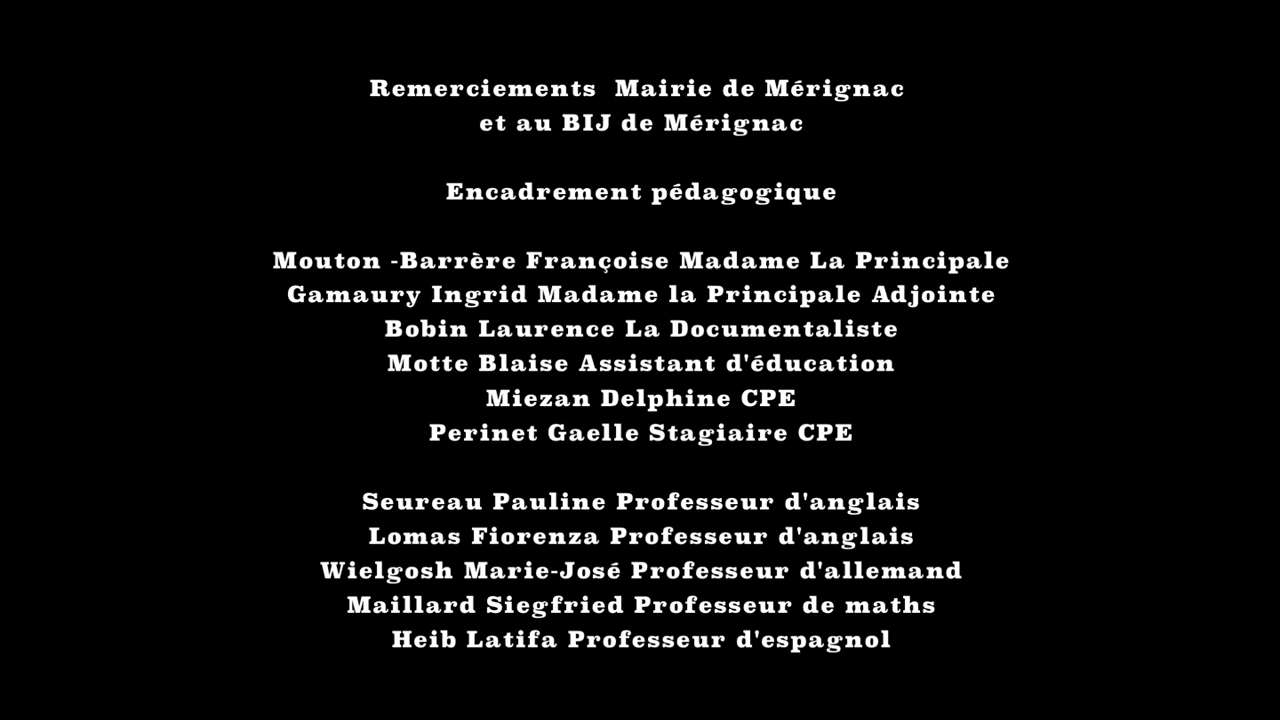 Remerciements  Mairie de Mérignac
et au BIJ de Mérignac
Encadrement pédagogique
Mouton -Barrère Françoise Madame La Principale
Gamaury Ingrid Madame la Principale Adjointe
Bobin Laurence La Documentaliste
Motte Blaise Assistant d'éducation
Miezan Delphine CPE
Perinet Gaelle Stagiaire CPE
Seureau Pauline Professeur d'anglais
Lomas Fiorenza Professeur d'anglais
Wielgosh Marie-José Professeur d'allemand
Maillard Siegfried Professeur de maths
Heib Latifa Professeur d'espagnol